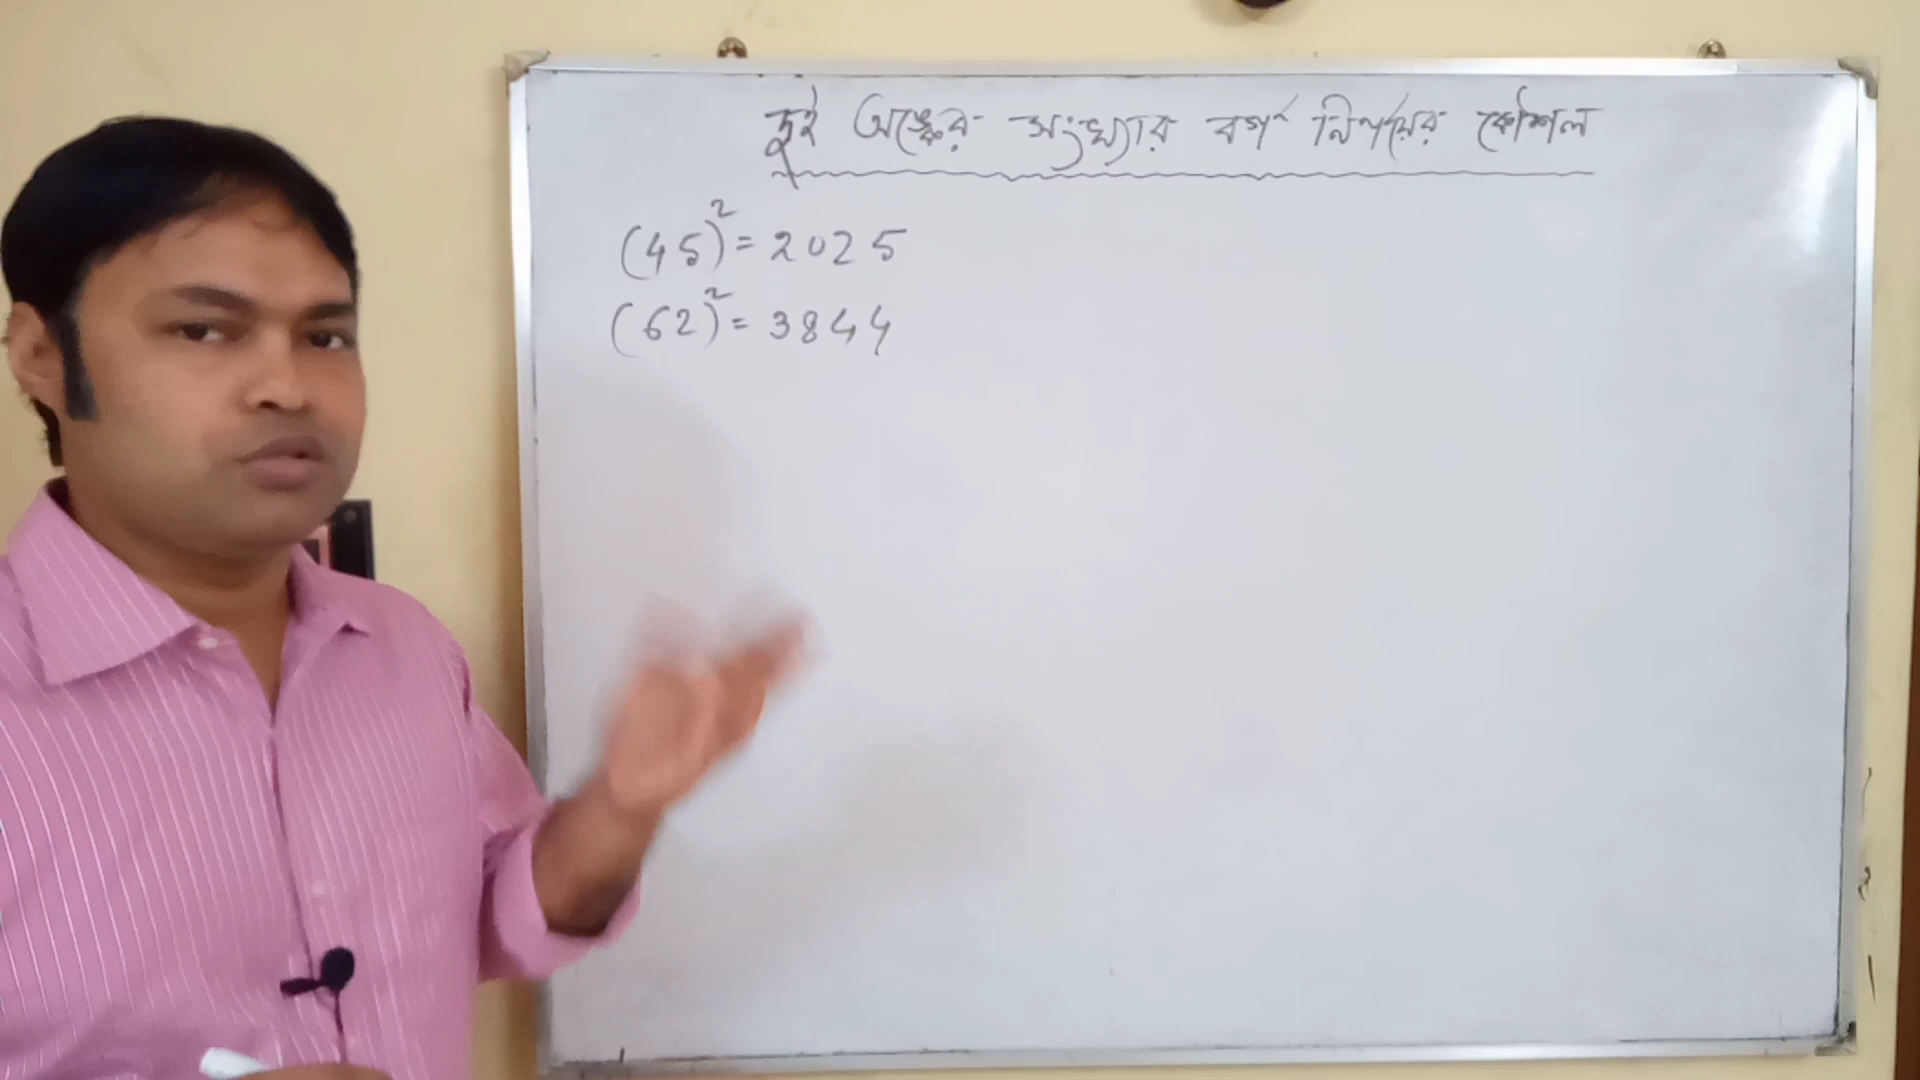 দুই অঙ্কের সংখ্যার বর্গ নির্ণয়ের কৌশল
(45)² = 2025
(62)² = 3844